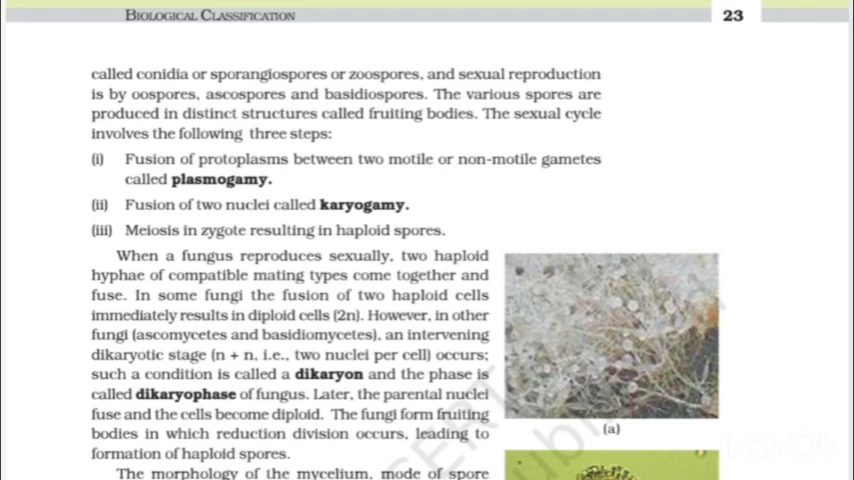 BIOLOGICAL CLASSIFICATION
23
called conidia or sporangiospores or zoospores, and sexual reproduction
is by oospores, ascospores and basidiospores. The various spores are
produced in distinct structures called fruiting bodies. The sexual cycle
involves the following three steps:
(i) Fusion of protoplasms between two motile or non-motile gametes
called plasmogamy.
(ii) Fusion of two nuclei called karyogamy.
(iii) Meiosis in zygote resulting in haploid spores.
When a fungus reproduces sexually, two haploid
hyphae of compatible mating types come together and
fuse. In some fungi the fusion of two haploid cells
immediately results in diploid cells (2n). However, in other
fungi (ascomycetes and basidiomycetes), an intervening
dikaryotic stage (n + n, i.e., two nuclei per cell) occurs;
such a condition is called a dikaryon and the phase is
called dikaryophase of fungus. Later, the parental nuclei
fuse and the cells become diploid. The fungi form fruiting
bodies in which reduction division occurs, leading to
formation of haploid spores.
The morphology of the mycelium, mode of spore
(a)
InShOt